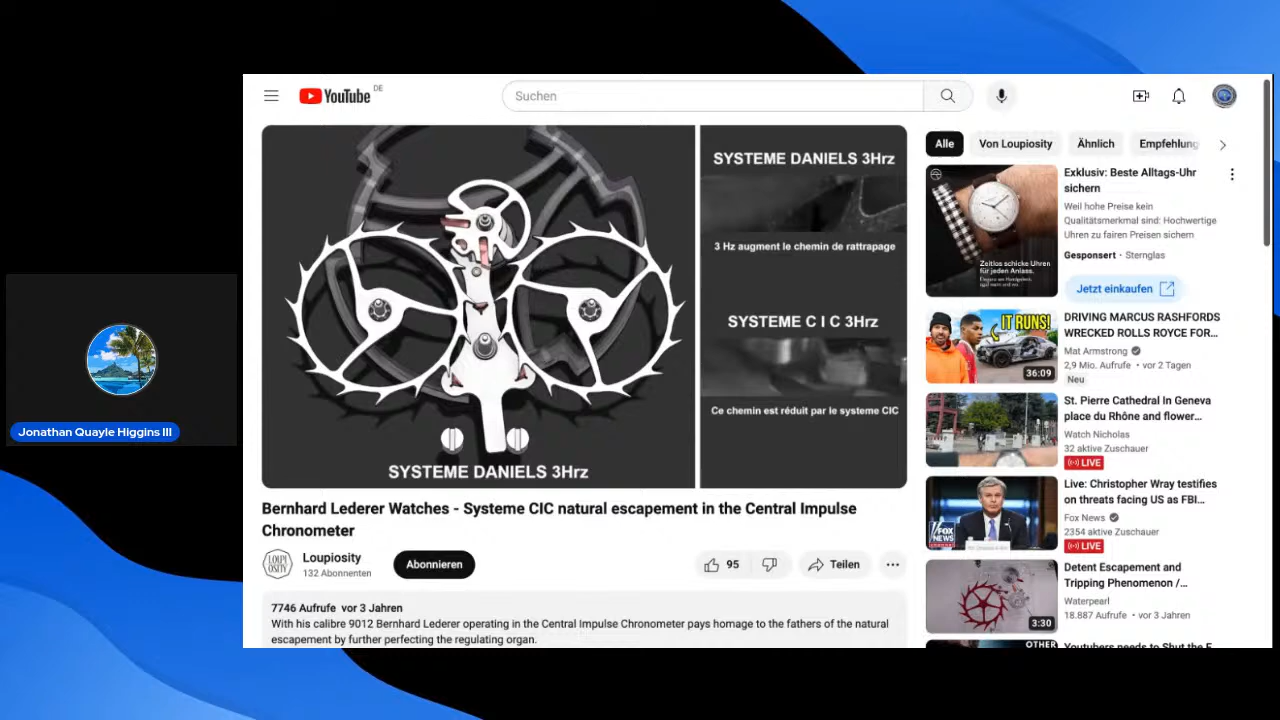 YouTube DE
Suchen
SYSTEME DANIELS 3Hrz
SYSTEME DANIELS 3Hrz
3 Hz augment le chemin de rattrapage
SYSTEME C I C 3Hrz
Ce chemin est réduit par le systeme CIC
Bernhard Lederer Watches - Systeme CIC natural escapement in the Central Impulse
Chronometer
LOUPI
OSITY
Loupiosity
132 Abonnenten
Abonnieren
95
Teilen
7746 Aufrufe vor 3 Jahren
With his calibre 9012 Bernhard Lederer operating in the Central Impulse Chronometer pays homage to the fathers of the natural
escapement by further perfecting the regulating organ.
Alle
Von Loupiosity
Ähnlich
Empfehlung
Zeitlos schicke Uhren
für jeden Anlass.
Exklusiv: Beste Alltags-Uhr
sichern
Weil hohe Preise kein
Qualitätsmerkmal sind: Hochwertige
Uhren zu fairen Preisen sichern
Gesponsert · Sternglas
Jetzt einkaufen
IT RUNS!
36:09
DRIVING MARCUS RASHFORDS
WRECKED ROLLS ROYCE FOR...
Mat Armstrong
2,9 Mio. Aufrufe • vor 2 Tagen
Neu
St. Pierre Cathedral In Geneva
place du Rhône and flower...
Watch Nicholas
32 aktive Zuschauer
LIVE
FOX
NEWS
Live: Christopher Wray testifies
on threats facing US as FBI...
Fox News
2354 aktive Zuschauer
LIVE
3:30
Detent Escapement and
Tripping Phenomenon /...
Waterpearl
18.887 Aufrufe • vor 3 Jahren
OTHER
Youtubers needs to Shut the F
Jonathan Quayle Higgins III